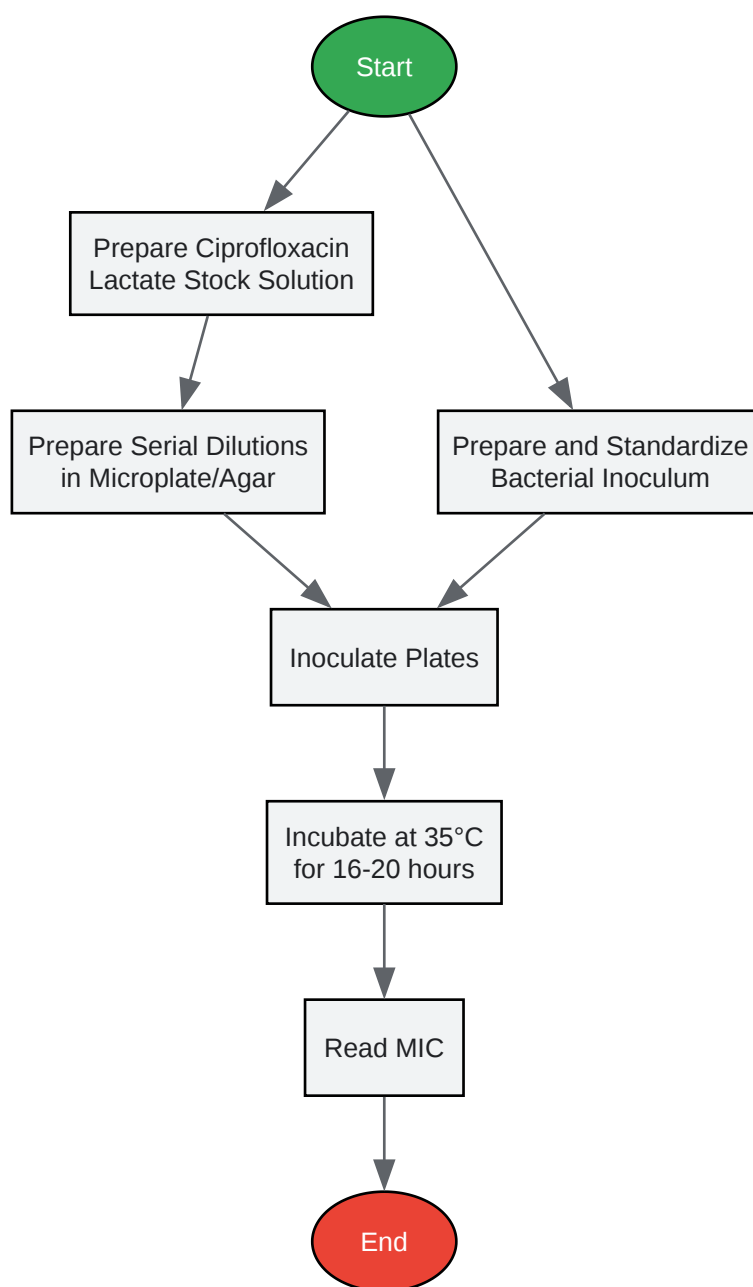 Start
Prepare Ciprofloxacin
Lactate Stock Solution
Prepare Serial Dilutions
in Microplate/Agar
Prepare and Standardize
Bacterial Inoculum
Inoculate Plates
Incubate at 35°C
for 16-20 hours
Read MIC
End